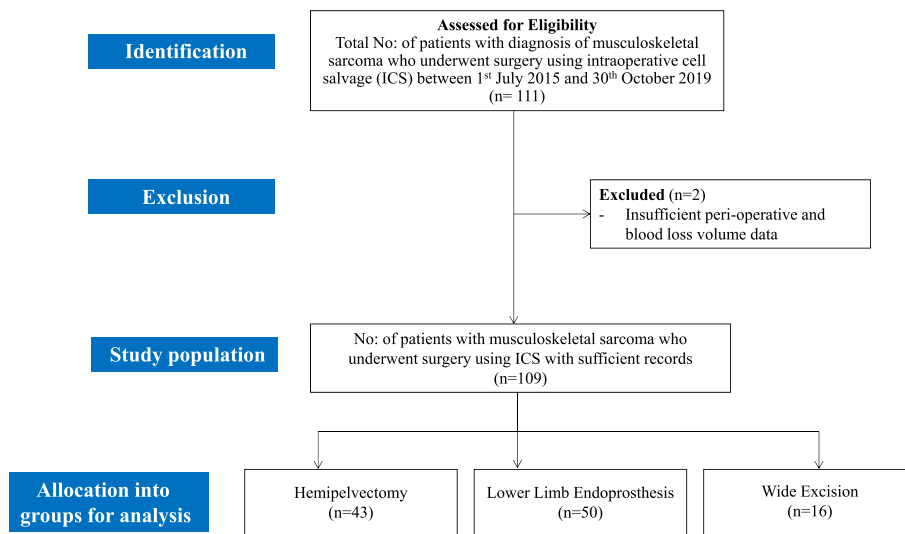 Identification
Assessed for Eligibility
Total No: of patients with diagnosis of musculoskeletal
sarcoma who underwent surgery using intraoperative cell
salvage (ICS) between 1st July 2015 and 30th October 2019
(n= 111)
Exclusion
Excluded (n=2)
- Insufficient peri-operative and
blood loss volume data
Study population
No: of patients with musculoskeletal sarcoma who
underwent surgery using ICS with sufficient records
(n=109)
Allocation into
groups for analysis
Hemipelvectomy
(n=43)
Lower Limb Endoprosthesis
(n=50)
Wide Excision
(n=16)